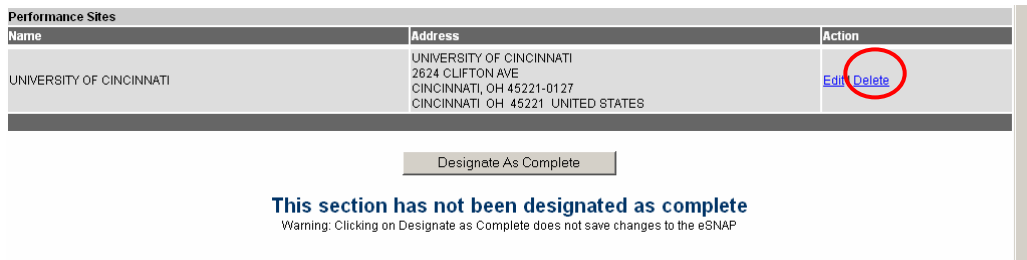 Performance Sites
Name Address Action
UNIVERSITY OF CINCINNATI
UNIVERSITY OF CINCINNATI
2624 CLIFTON AVE
CINCINNATI, OH 45221-0127
CINCINNATI OH 45221 UNITED STATES
Edit | Delete
Designate As Complete
This section has not been designated as complete
Warning: Clicking on Designate as Complete does not save changes to the eSNAP